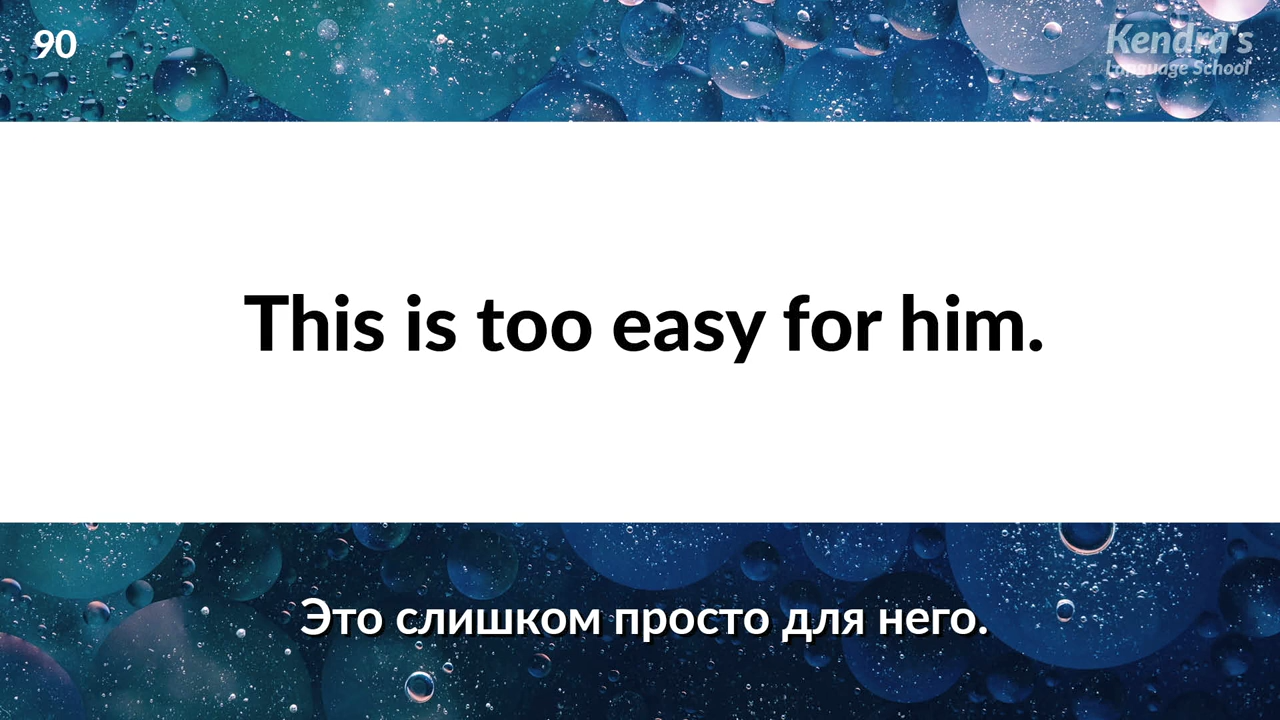 90
Kendra's
Language School
This is too easy for him.
Это слишком просто для него.